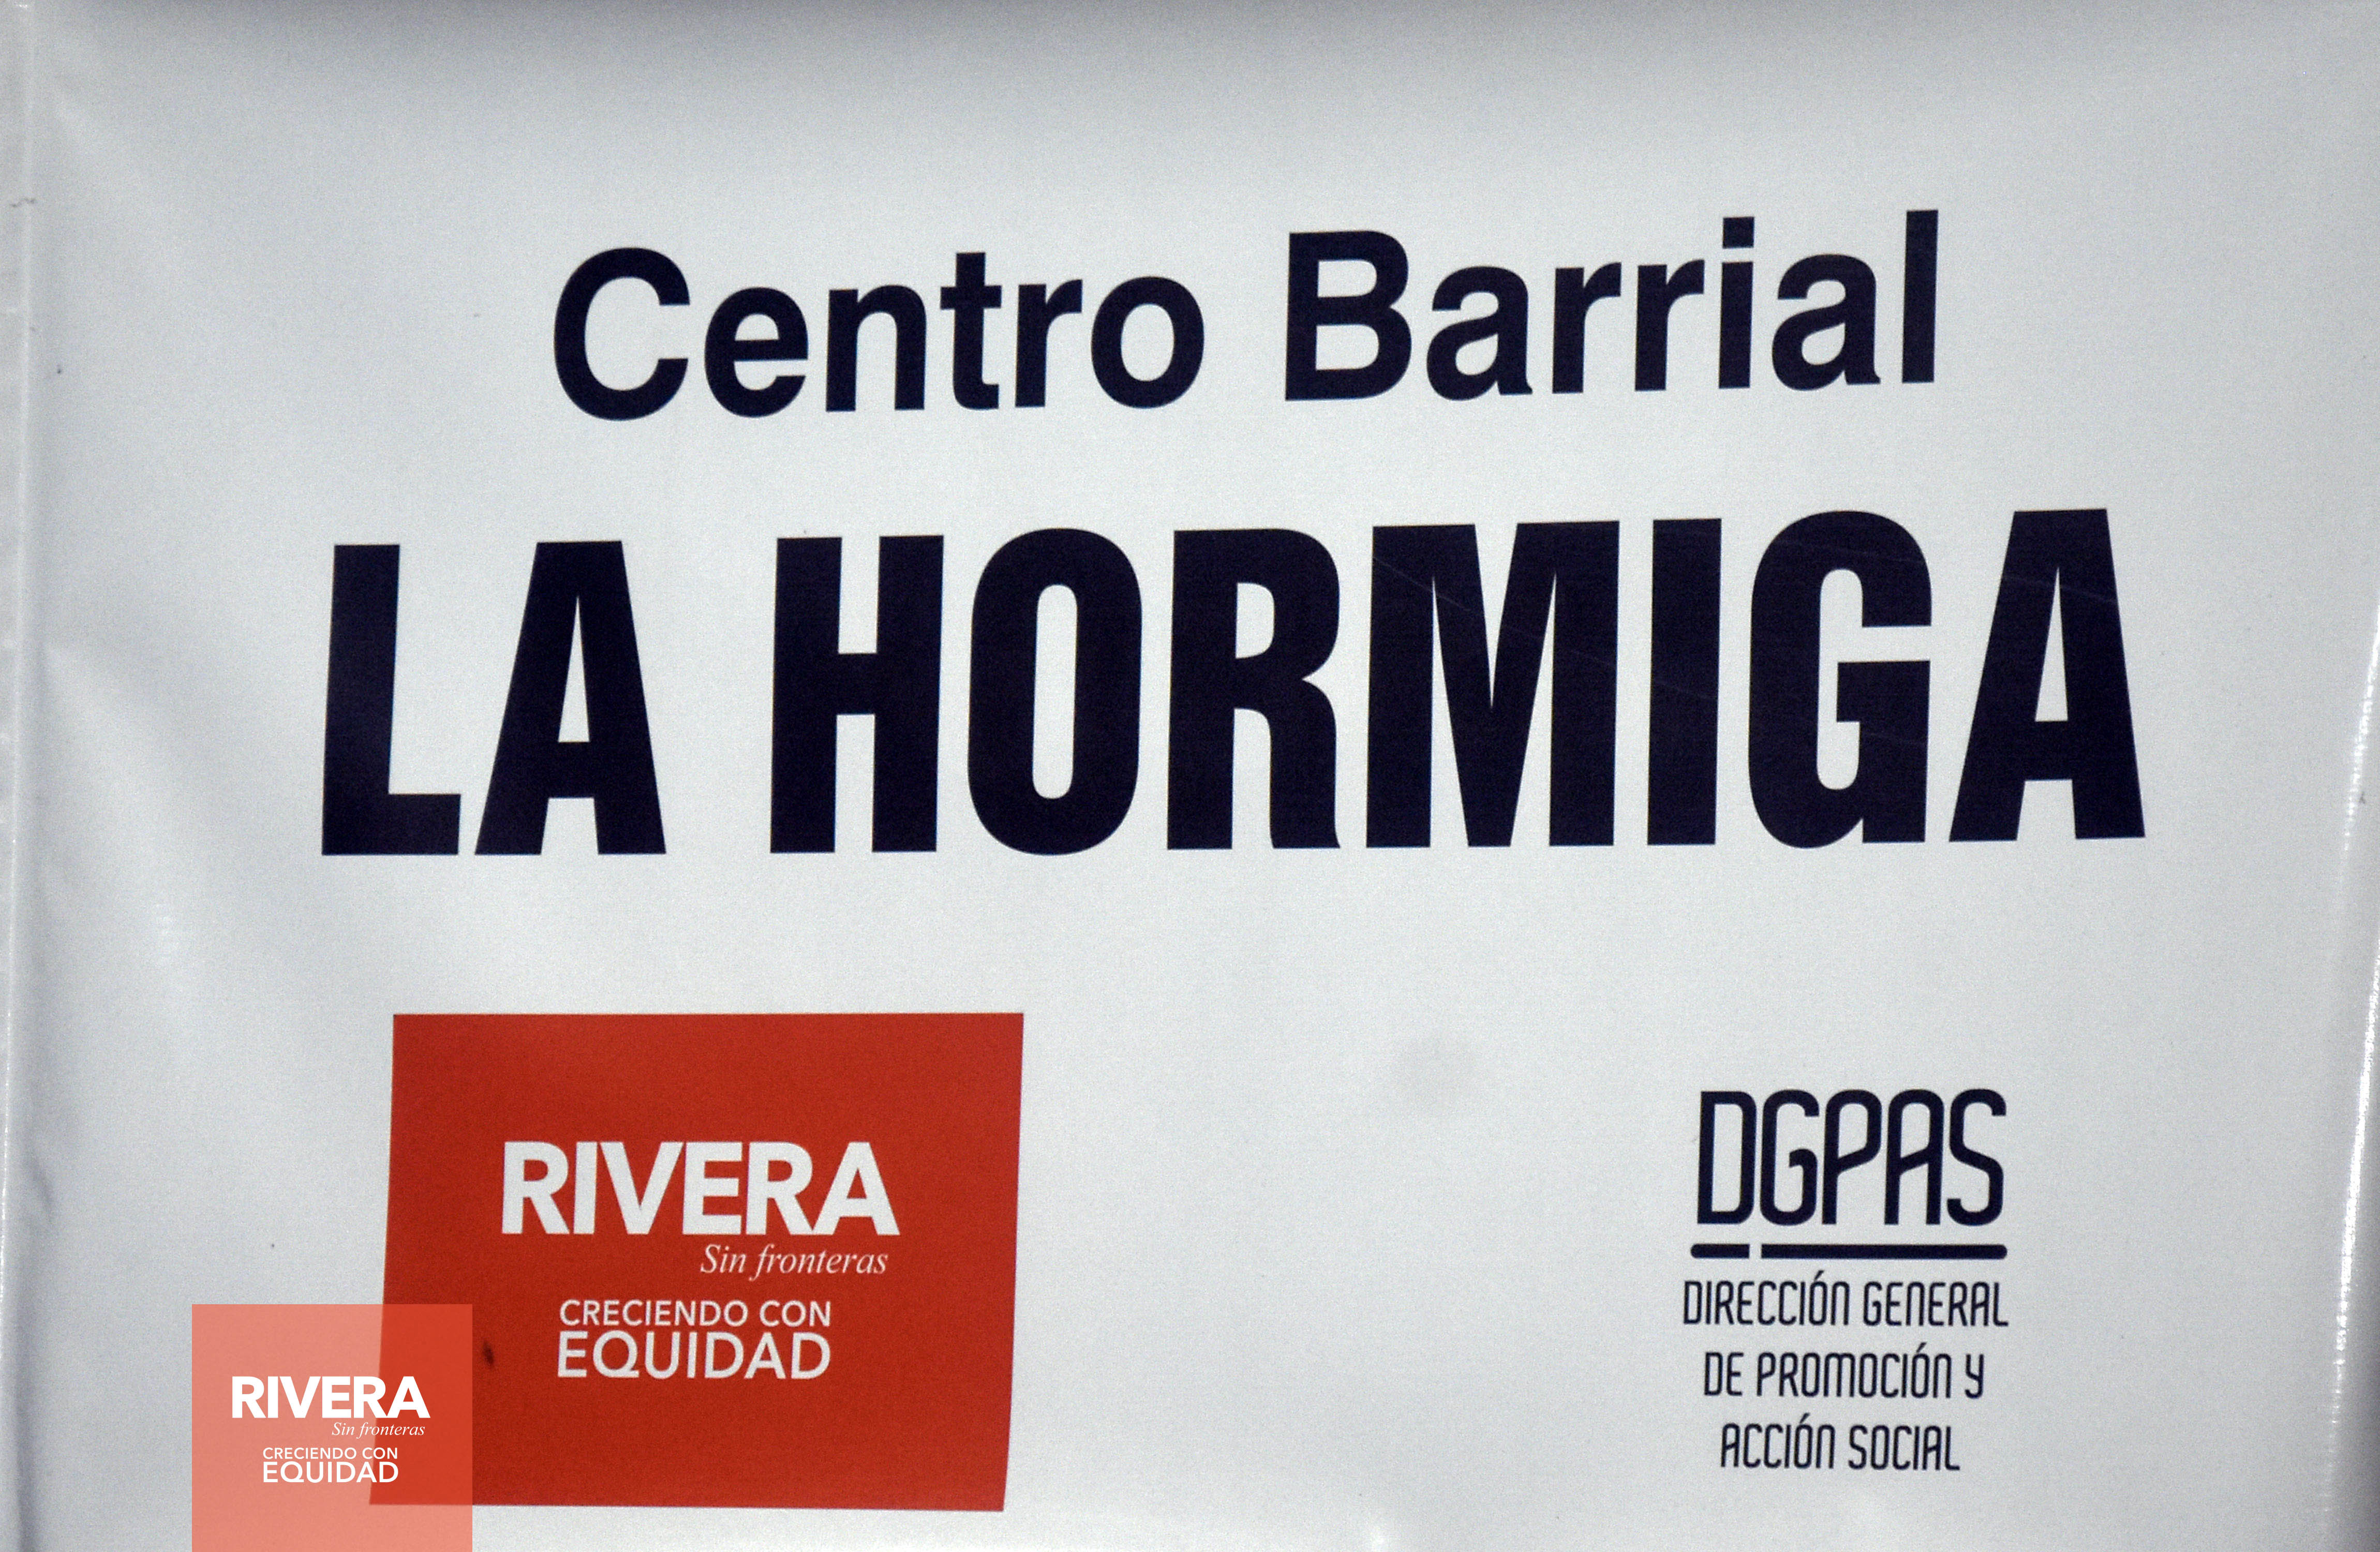 Centro Barrial
LA HORMIGA
RIVERA
Sin fronteras
CRECIENDO CON
EQUIDAD
DGPAS
DIRECCIÓN GENERAL
DE PROMOCIÓN Y
ACCIÓN SOCIAL
RIVERA
Sin fronteras
CRECIENDO CON
EQUIDAD